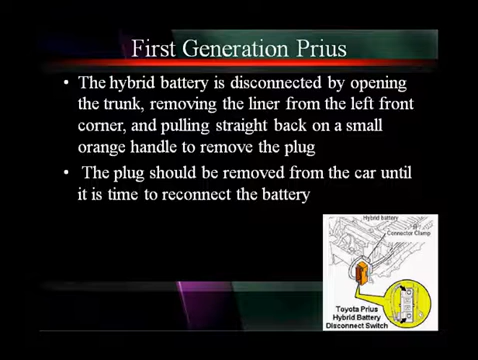 First Generation Prius
• The hybrid battery is disconnected by opening
the trunk, removing the liner from the left front
corner, and pulling straight back on a small
orange handle to remove the plug
• The plug should be removed from the car until
it is time to reconnect the battery
Hybrid battery
Connector Clamp
Toyota Prius
Hybrid Battery
Disconnect Switch